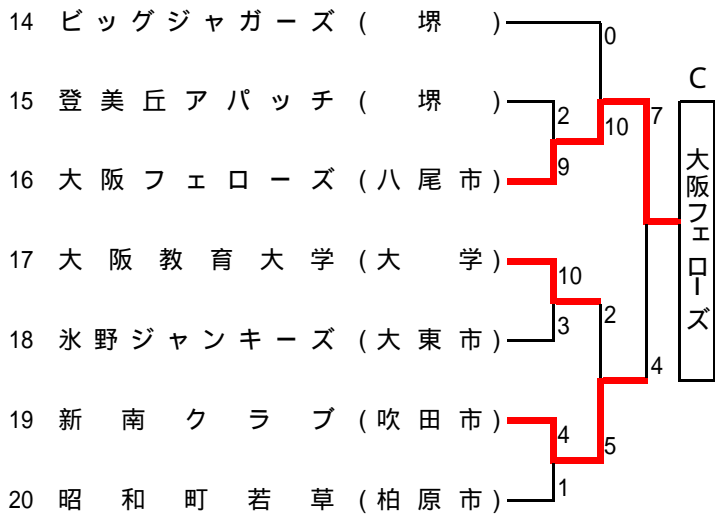 14 ビッグジャガーズ ( 堺 )
0
C
15 登美丘アパッチ ( 堺 )
2
10
7
16 大阪フェローズ (八尾市)
9
大阪フェローズ
17 大阪教育大学 (大学)
10
2
18 氷野ジャンキーズ (大東市)
3
4
19 新南クラブ (吹田市)
4
5
20 昭和町若草 (柏原市)
1